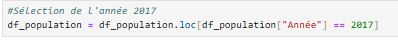 #Sélection de l'année 2017
df_population = df_population.loc[df_population["Année"] == 2017]